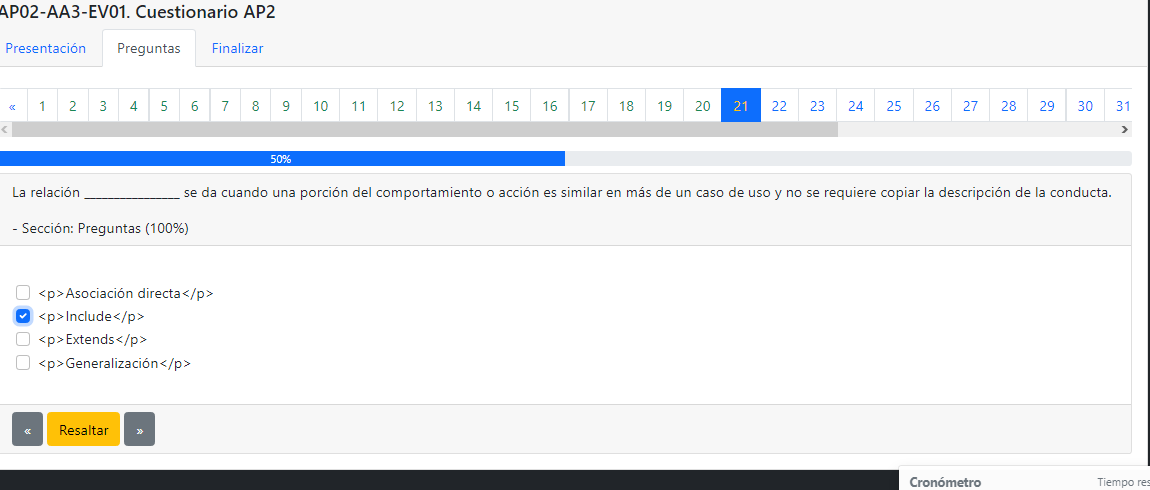 AP02-AA3-EV01. Cuestionario AP2
Presentación Preguntas Finalizar
« 1 2 3 4 5 6 7 8 9 10 11 12 13 14 15 16 17 18 19 20 21 22 23 24 25 26 27 28 29 30 31
50%
La relación ________________ se da cuando una porción del comportamiento o acción es similar en más de un caso de uso y no se requiere copiar la descripción de la conducta.
- Sección: Preguntas (100%)
<p>Asociación directa</p>
<p>Include</p>
<p>Extends</p>
<p>Generalización</p>
« Resaltar »
Cronómetro Tiempo res